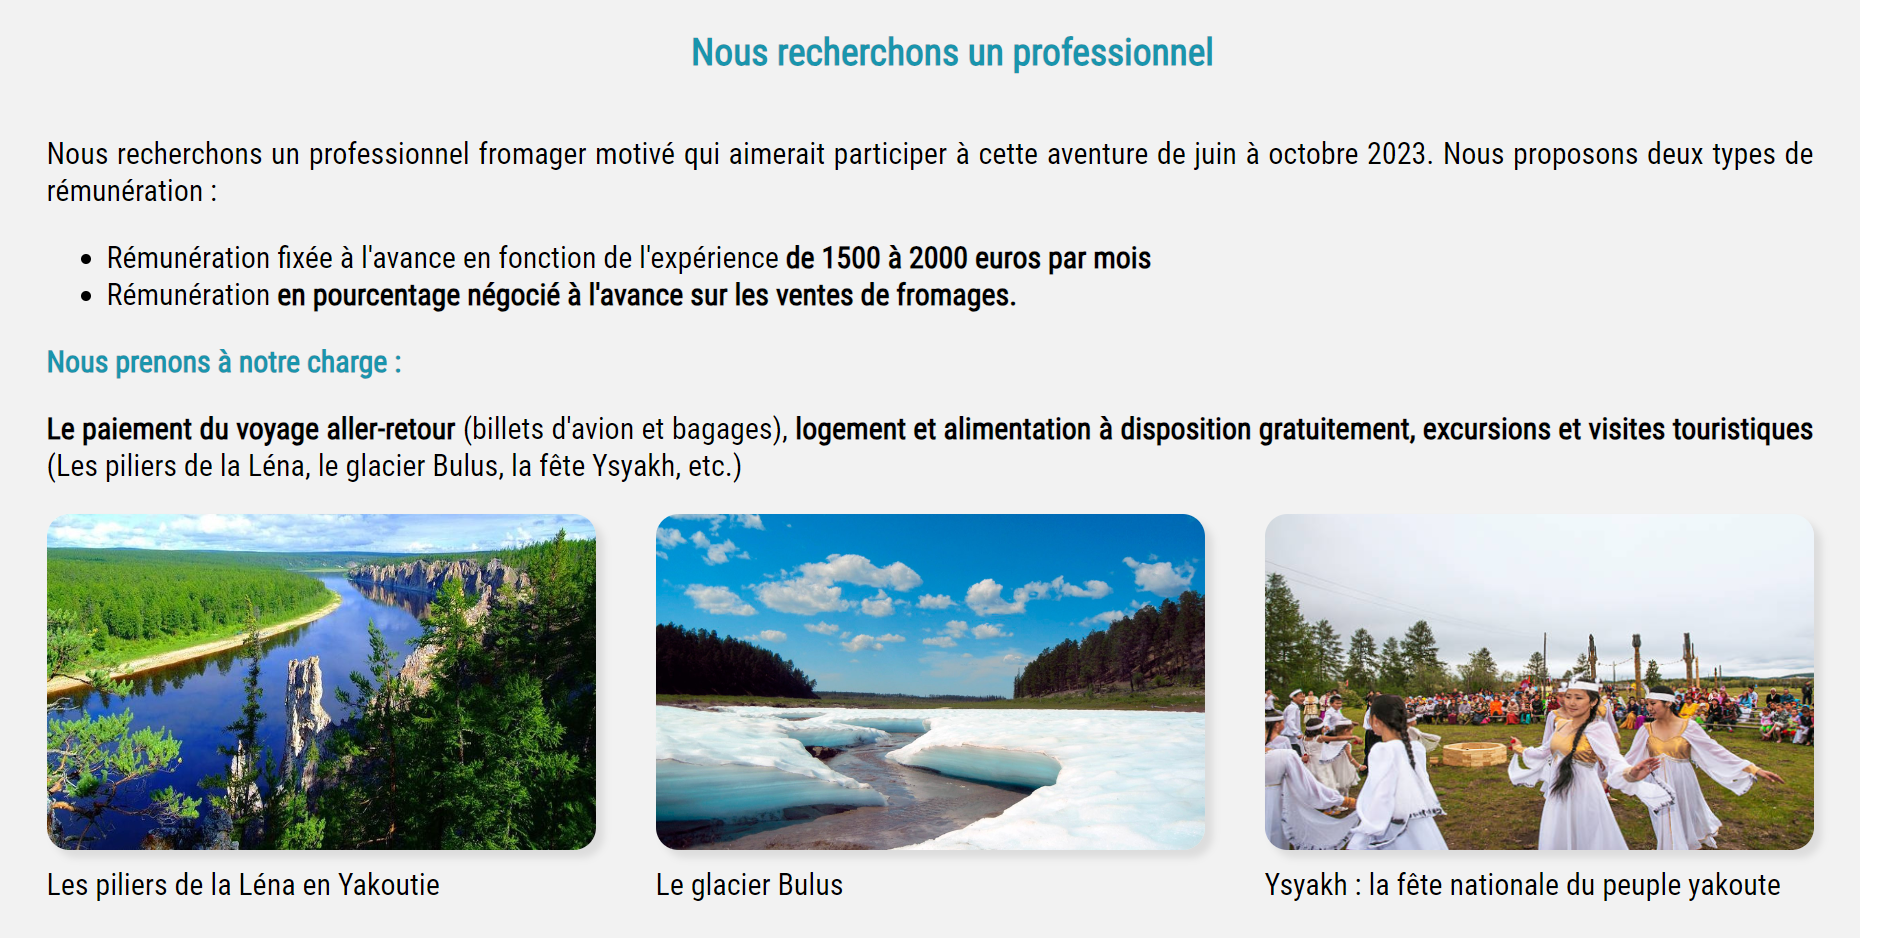 Nous recherchons un professionnel
Nous recherchons un professionnel fromager motivé qui aimerait participer à cette aventure de juin à octobre 2023. Nous proposons deux types de
rémunération :
• Rémunération fixée à l'avance en fonction de l'expérience de 1500 à 2000 euros par mois
• Rémunération en pourcentage négocié à l'avance sur les ventes de fromages.
Nous prenons à notre charge :
Le paiement du voyage aller-retour (billets d'avion et bagages), logement et alimentation à disposition gratuitement, excursions et visites touristiques
(Les piliers de la Léna, le glacier Bulus, la fête Ysyakh, etc.)
Les piliers de la Léna en Yakoutie
Le glacier Bulus
Ysyakh : la fête nationale du peuple yakoute